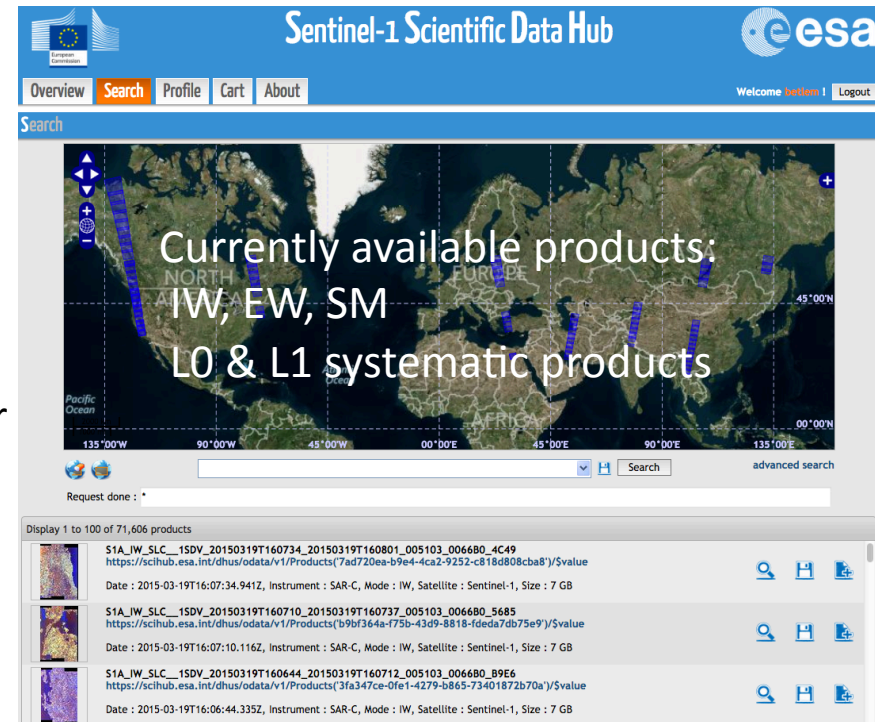 European
Commission
Sentinel-1 Scientific Data Hub
esa
Overview Search Profile Cart About
Welcome betlem ! Logout
Search
Currently available products:
IW, EW, SM
L0 & L1 systematic products
NORTH
AMERICA
EUROPE
AFRICA
Pacific
Ocean
Ocean
45°00'N
00°00'N
135°00'W 90°00'W 45°00'W 00°00'E 45°00'E 90°00'E 135°00'E
r
Search advanced search
Request done : *
Display 1 to 100 of 71,606 products
S1A_IW_SLC__1SDV_20150319T160734_20150319T160801_005103_0066B0_4C49
https://scihub.esa.int/dhus/odata/v1/Products('7ad720ea-b9e4-4ca2-9252-c818d808cba8')/$value
Date : 2015-03-19T16:07:34.941Z, Instrument : SAR-C, Mode : IW, Satellite : Sentinel-1, Size : 7 GB
S1A_IW_SLC__1SDV_20150319T160710_20150319T160737_005103_0066B0_5685
https://scihub.esa.int/dhus/odata/v1/Products('b9bf364a-f75b-43d9-8818-fdeda7db75e9')/$value
Date : 2015-03-19T16:07:10.116Z, Instrument : SAR-C, Mode : IW, Satellite : Sentinel-1, Size : 7 GB
S1A_IW_SLC__1SDV_20150319T160644_20150319T160712_005103_0066B0_B9E6
https://scihub.esa.int/dhus/odata/v1/Products('3fa347ce-0fe1-4279-b865-73401872b70a')/$value
Date : 2015-03-19T16:06:44.335Z, Instrument : SAR-C, Mode : IW, Satellite : Sentinel-1, Size : 7 GB